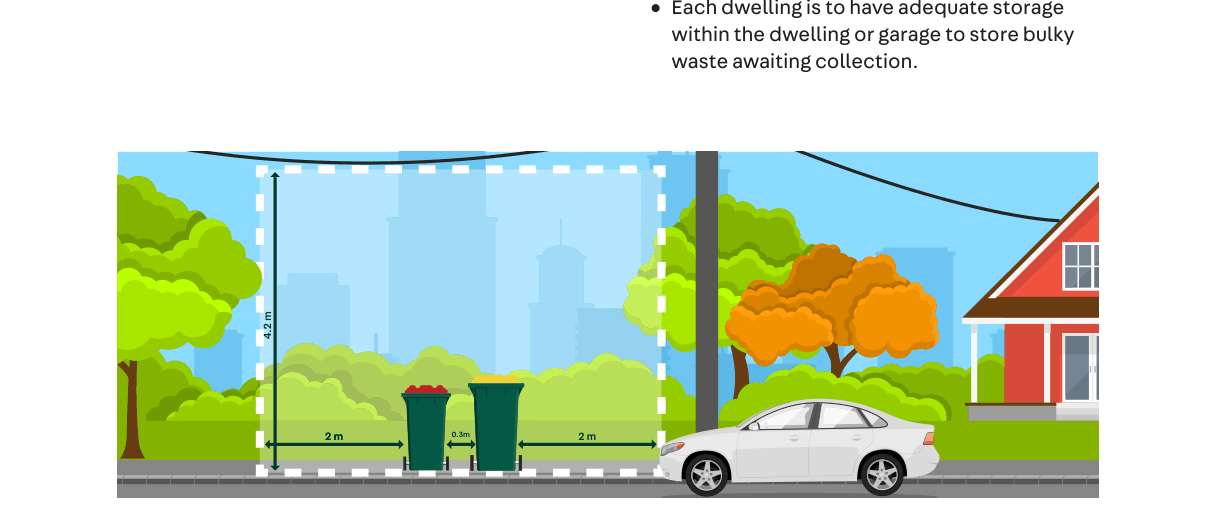 ● Each dwelling is to have adequate storage
within the dwelling or garage to store bulky
waste awaiting collection.
4.2 m
2 m
0.3m
2 m